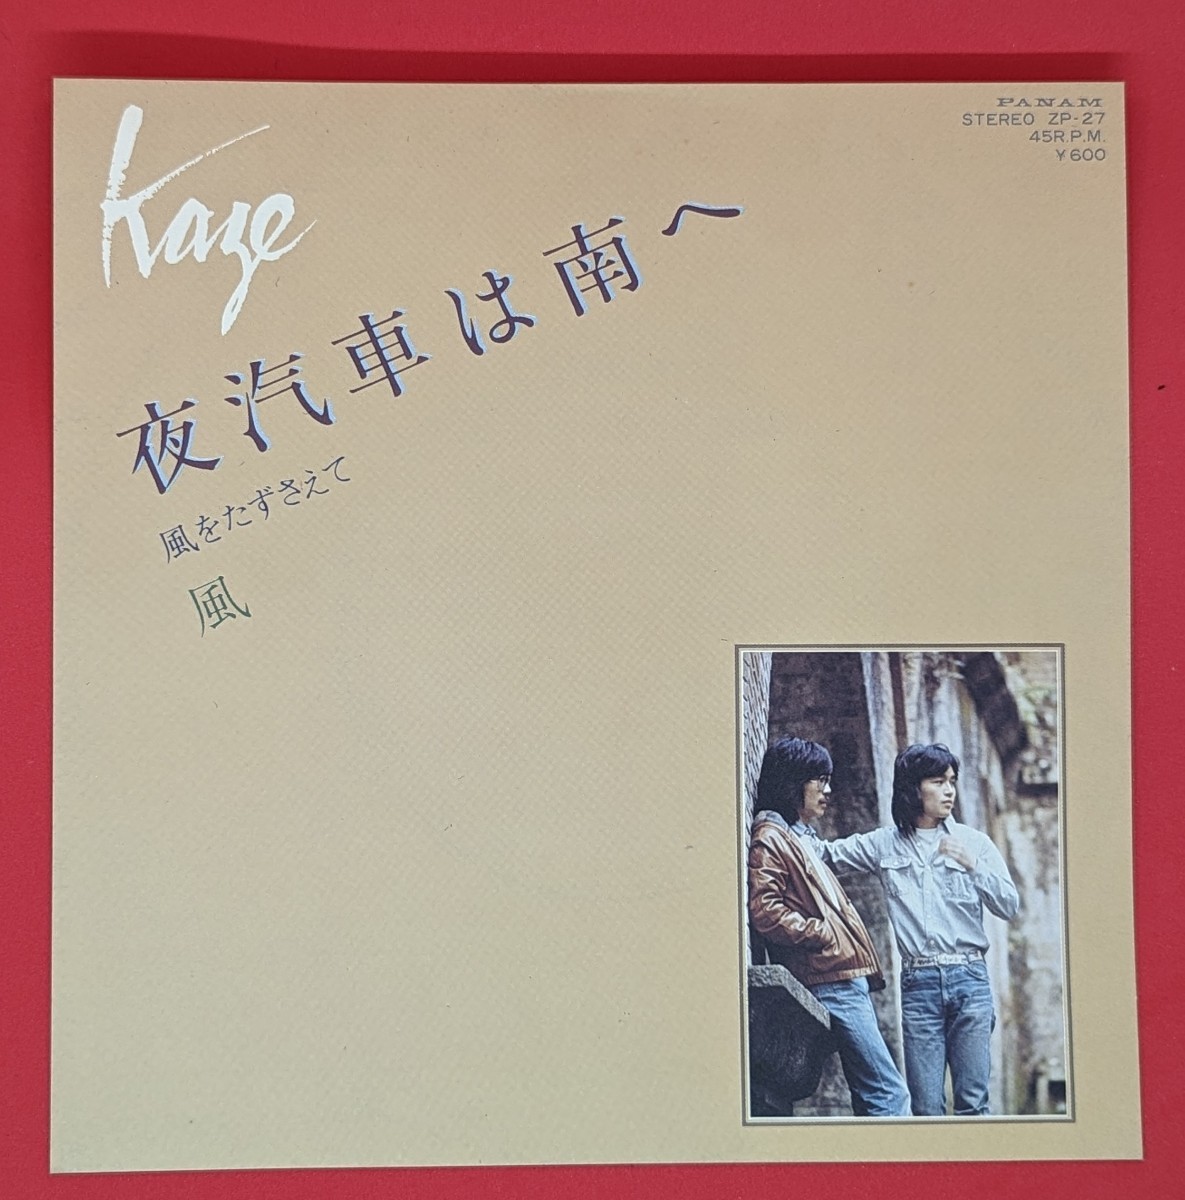 Kaze
PANAM
STEREO ZP-27
45R.P.M.
¥600
夜汽車は南へ
風をたずさえて
風